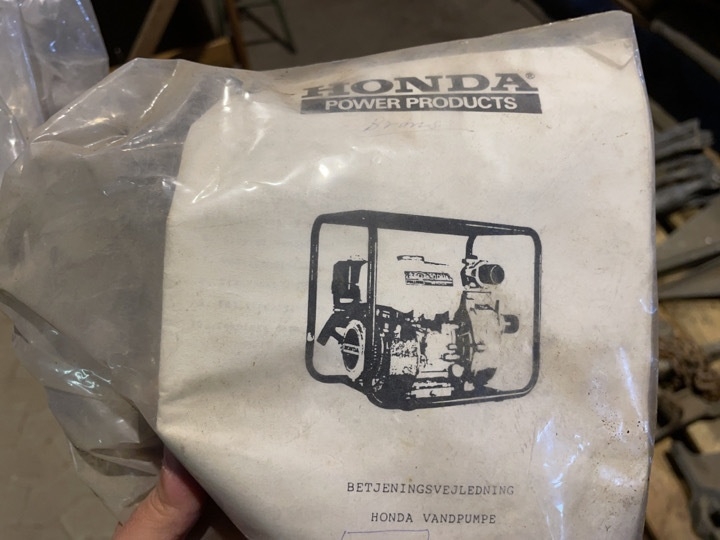 HONDA®
POWER PRODUCTS
BETJENINGSVEJLEDNING
HONDA VANDPUMPE